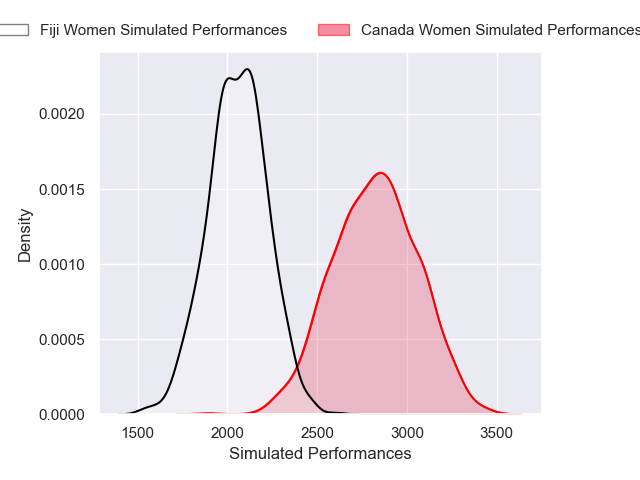 Fiji Women Simulated Performances Canada Women Simulated Performances
0.0020
0.0015
0.0010
0.0005
0.0000
Density
1500 2000 2500 3000 3500
Simulated Performances